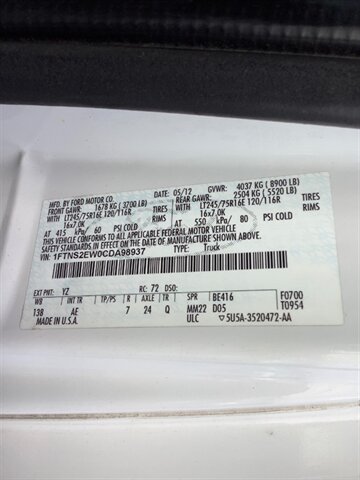 MFD. BY FORD MOTOR CO.
05/12 GVWR: 4037 KG (8900 LB)
FRONT GAWR: 1678 KG (3700 LB) REAR GAWR: 2504 KG (5520 LB)
WITH LT245/75R16E 120/116R TIRES WITH LT245/75R16E 120/116R TIRES
16x7.0K RIMS 16x7.0K RIMS
AT 415 kPa/ 60 PSI COLD AT 550 kPa/ 80 PSI COLD
THIS VEHICLE CONFORMS TO ALL APPLICABLE FEDERAL MOTOR VEHICLE
SAFETY STANDARDS IN EFFECT ON THE DATE OF MANUFACTURE SHOWN ABOVE.
VIN: 1FTNS2EW0CDA98937 TYPE: Truck
F0700
T0954
EXT PNT: YZ RC: 72 DSO:
WB INT TR TP/PS R AXLE TR SPR BE416
138 AE 7 24 Q MM22 D05
MADE IN U.S.A. ULC 5U5A-3520472-AA